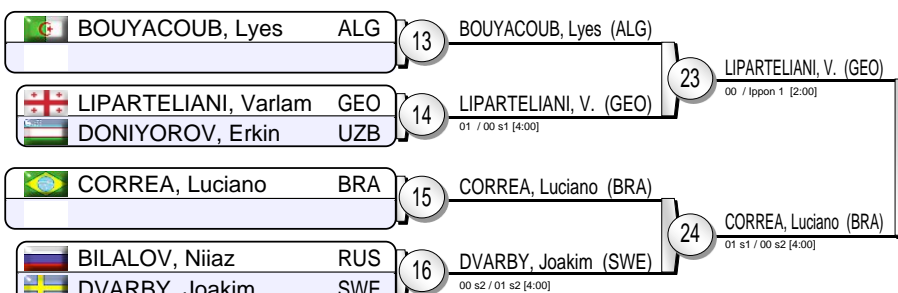 BOUYACOUB, Lyes ALG
13
BOUYACOUB, Lyes (ALG)
23
LIPARTELIANI, V. (GEO)
00 / Ippon 1 [2:00]
LIPARTELIANI, Varlam GEO
DONIYOROV, Erkin UZB
14
LIPARTELIANI, V. (GEO)
01 / 00 s1 [4:00]
CORREA, Luciano BRA
15
CORREA, Luciano (BRA)
24
CORREA, Luciano (BRA)
01 s1 / 00 s2 [4:00]
BILALOV, Niiaz RUS
DVARBY, Joakim SWE
16
DVARBY, Joakim (SWE)
00 s2 / 01 s2 [4:00]